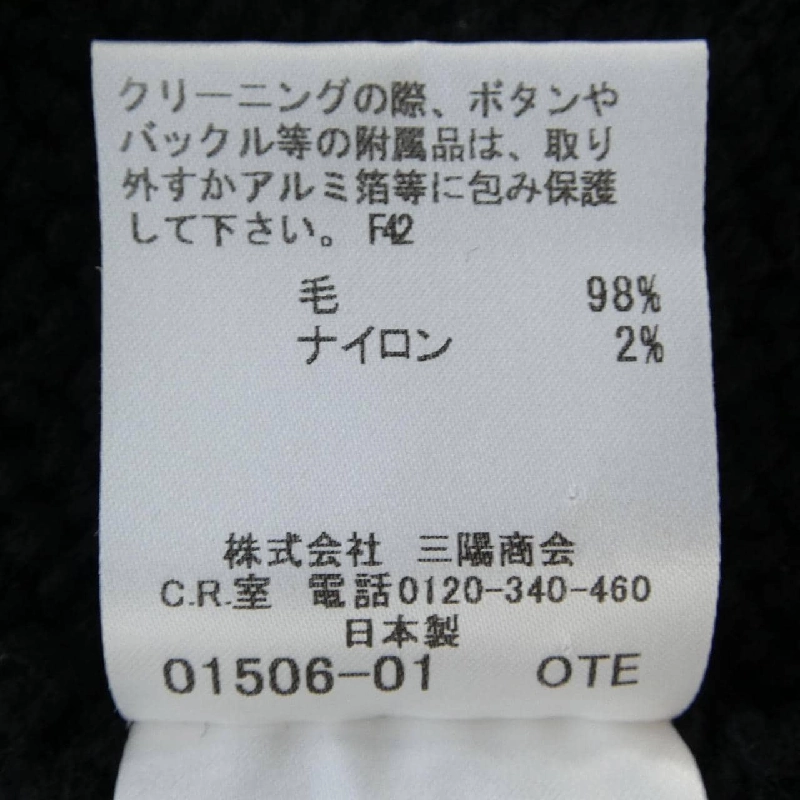 クリーニングの際、ボタンや
バックル等の附属品は、取り
外すかアルミ箔等に包み保護
して下さい。 F42
毛 98%
ナイロン 2%
株式会社 三陽商会
C.R.室 電話0120-340-460
日本製
01506-01 OTE